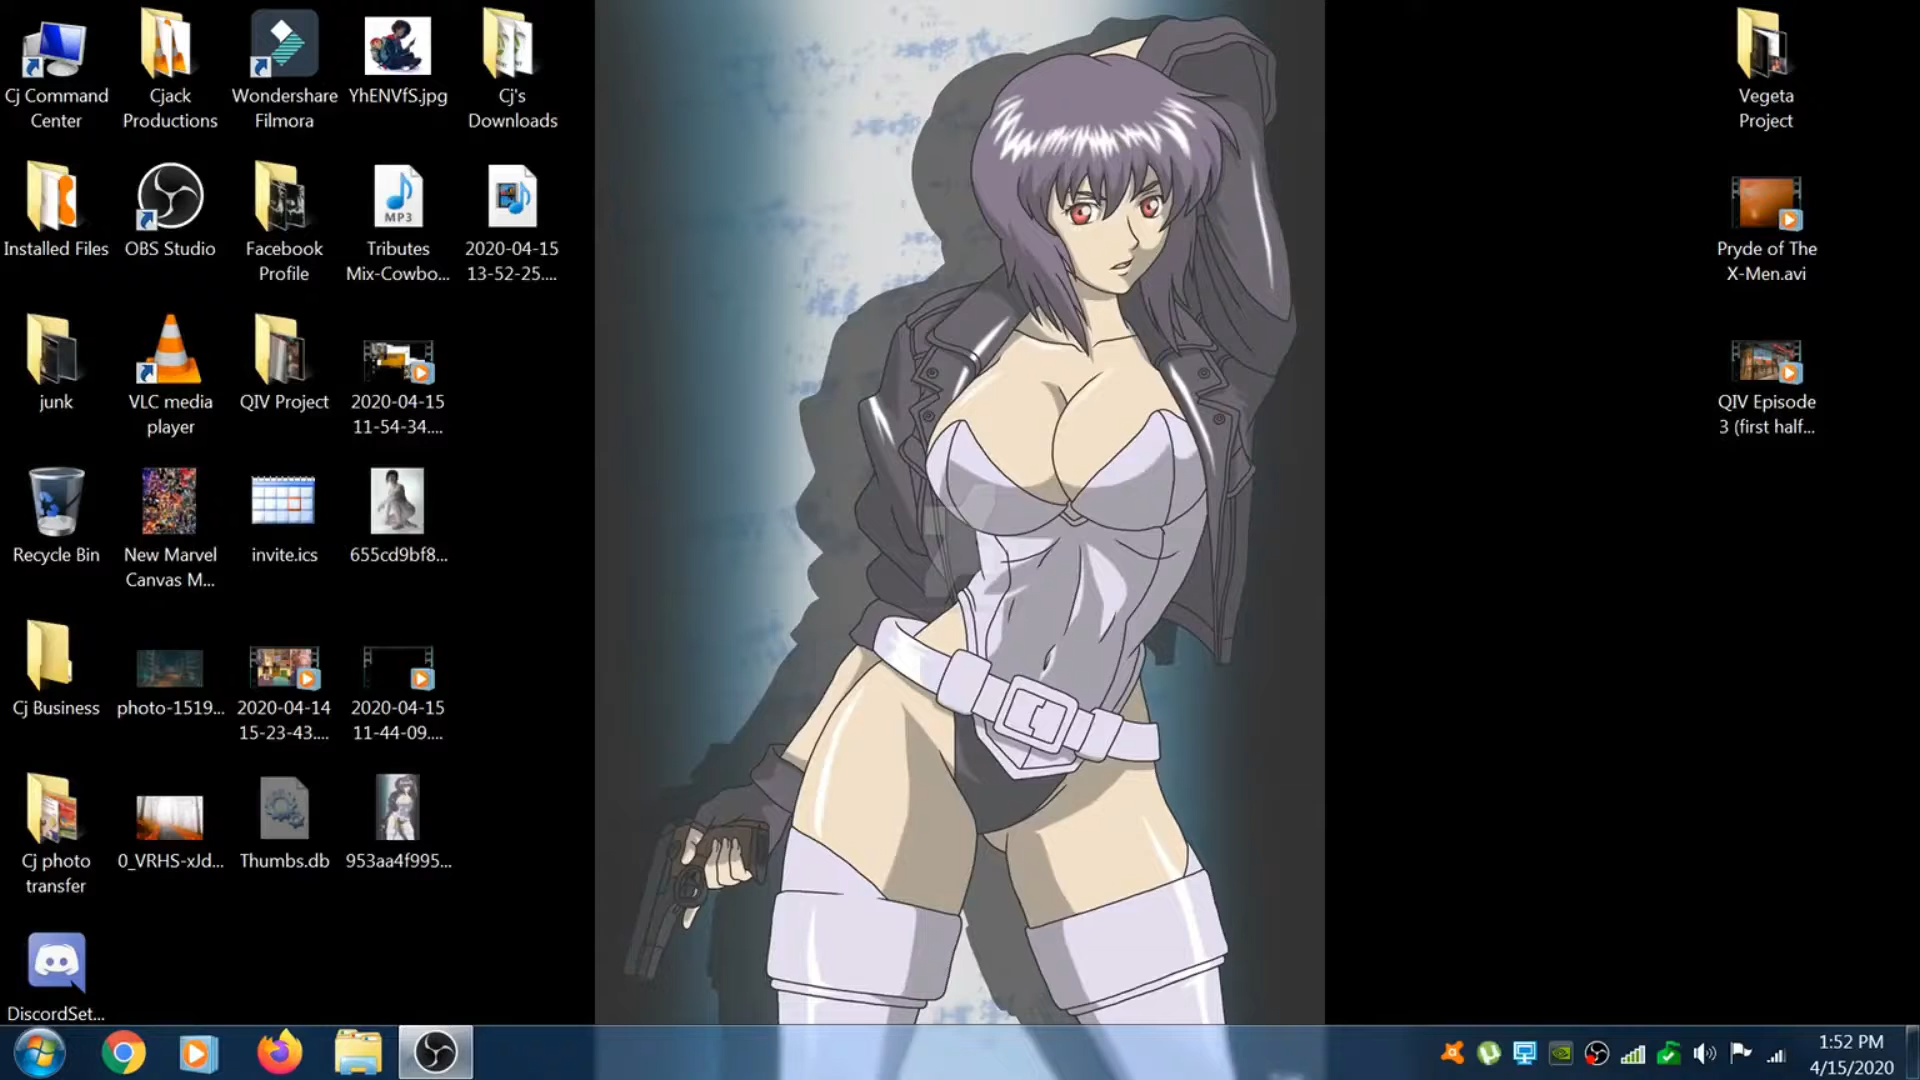 Cj Command
Center
Cjack
Productions
Wondershare
Filmora
YhENVfS.jpg
Cj's
Downloads
Vegeta
Project
Installed Files
OBS Studio
Facebook
Profile
MP3
Tributes
Mix-Cowbo...
2020-04-15
13-52-25....
Pryde of The
X-Men.avi
junk
VLC media
player
QIV Project
2020-04-15
11-54-34....
QIV Episode
3 (first half...
Recycle Bin
New Marvel
Canvas M...
invite.ics
655cd9bf8...
Cj Business
photo-1519...
2020-04-14
15-23-43....
2020-04-15
11-44-09....
Cj photo
transfer
0_VRHS-xJd...
Thumbs.db
953aa4f995...
DiscordSet...
1:52 PM
4/15/2020